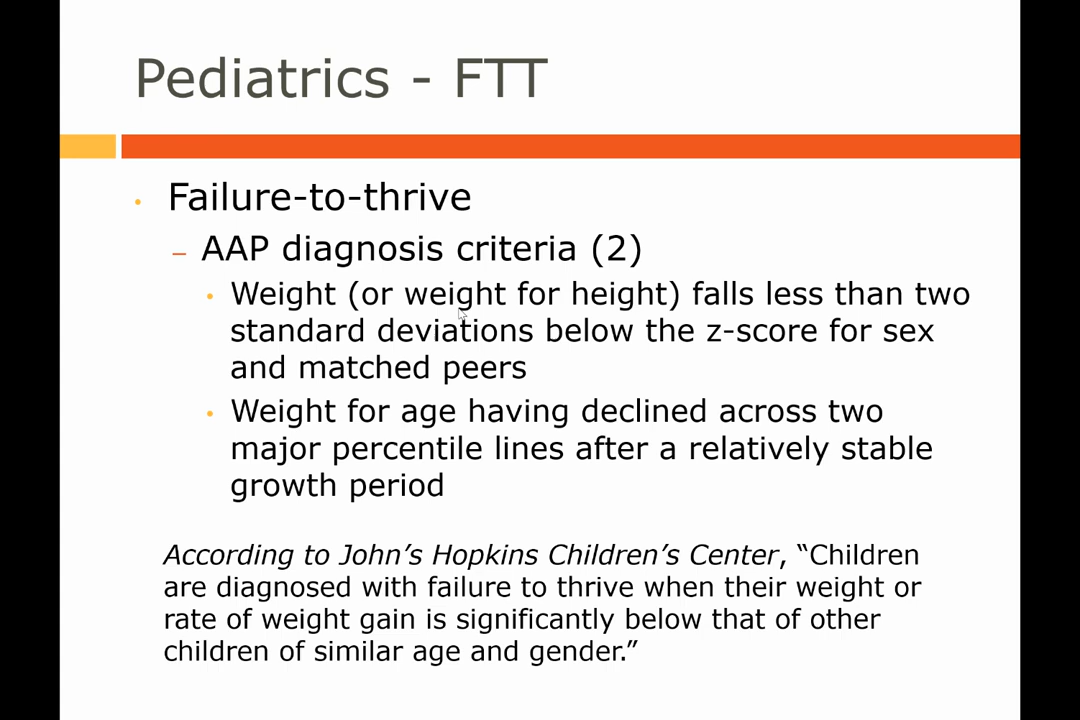 Pediatrics - FTT
• Failure-to-thrive
– AAP diagnosis criteria (2)
• Weight (or weight for height) falls less than two
standard deviations below the z-score for sex
and matched peers
• Weight for age having declined across two
major percentile lines after a relatively stable
growth period
According to John’s Hopkins Children’s Center, “Children
are diagnosed with failure to thrive when their weight or
rate of weight gain is significantly below that of other
children of similar age and gender.”